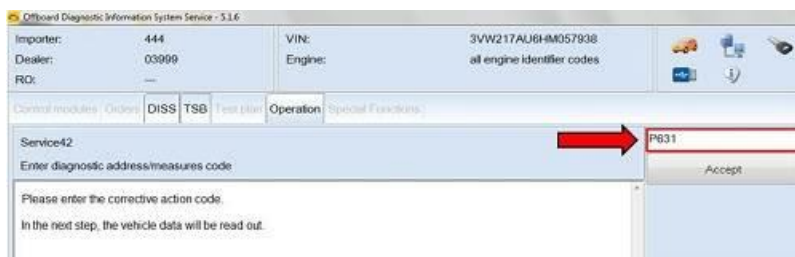 Offboard Diagnostic Information System Service - 5.1.6
Importer: 444 VIN: 3VW217AU6HM057938
Dealer: 03999 Engine: all engine identifier codes
RO: ---
Control modules Orders DISS TSB Test plan Operation Special Functions
Service42
P631
Enter diagnostic address/measures code
Accept
Please enter the corrective action code.
In the next step, the vehicle data will be read out.